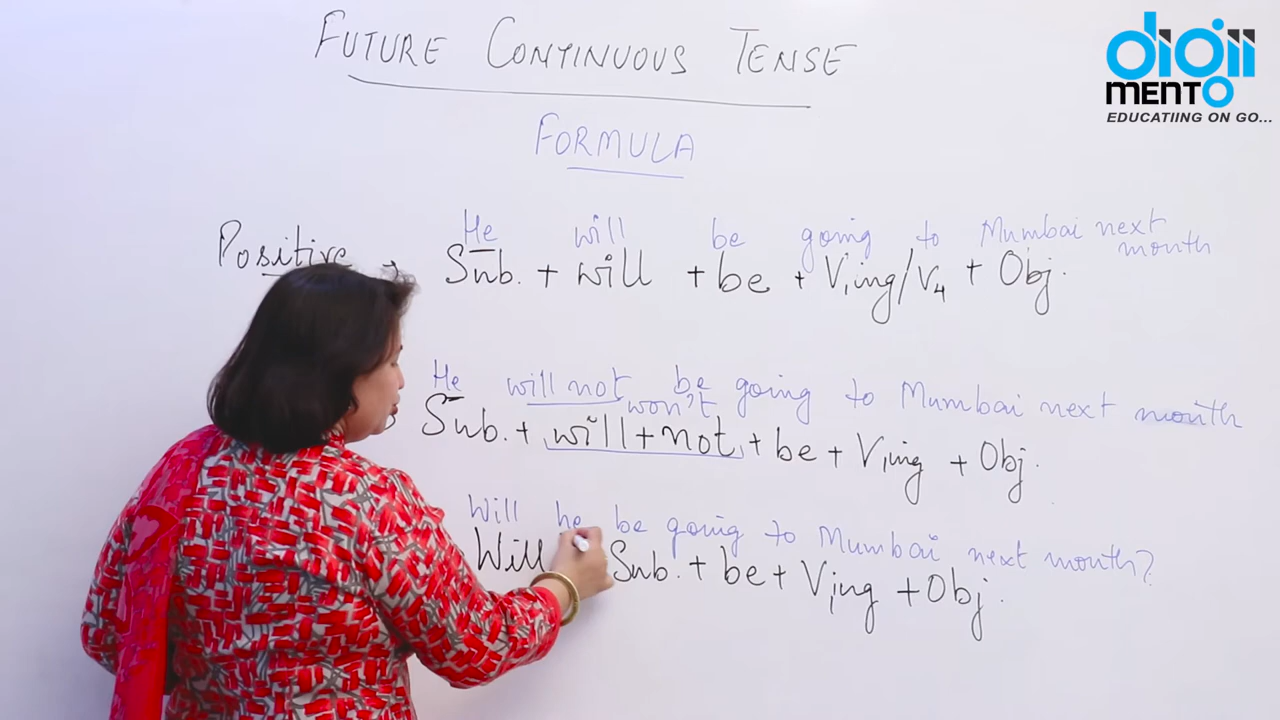 FUTURE CONTINUOUS TENSE
digii
MENTO
EDUCATIING ON GO...
FORMULA
He will be going to Mumbai next
month
Positive → Sub. + will + be + V₁ing/V₄ + Obj.
He will not be going to Mumbai next month
won't
Sub. + will + not + be + V₁ing + Obj.
Will he be going to Mumbai next month?
Will Sub. + be + V₁ing + Obj.